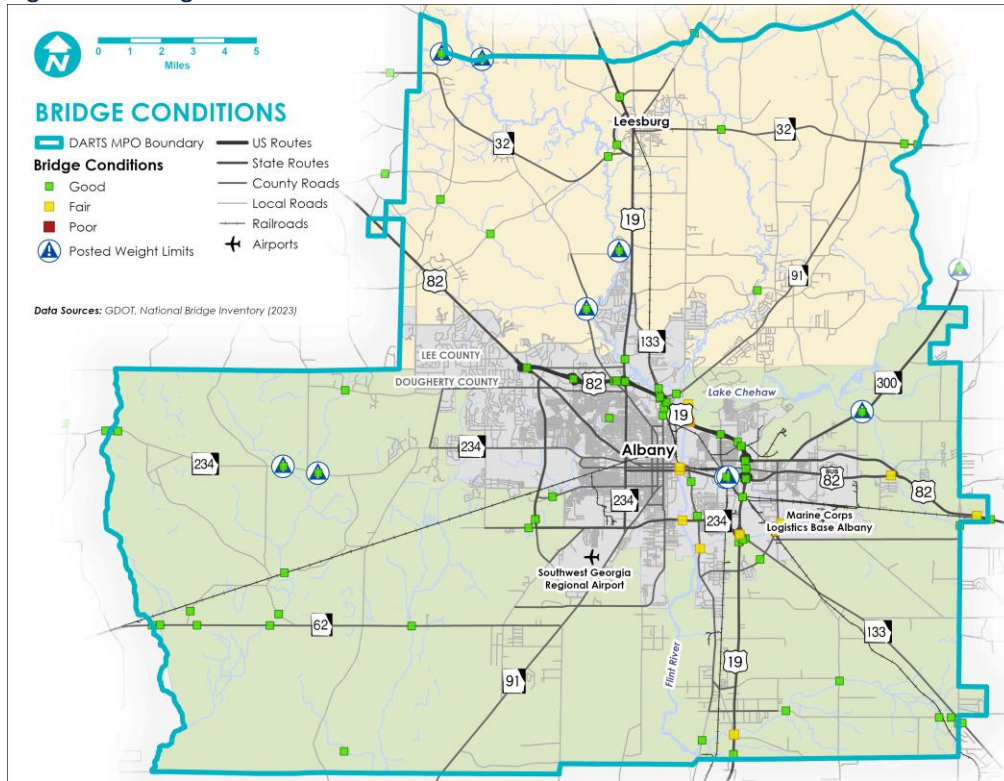 0 1 2 3 4 5
Miles
BRIDGE CONDITIONS
DARTS MPO Boundary
Bridge Conditions
Good
Fair
Poor
Posted Weight Limits
US Routes
State Routes
County Roads
Local Roads
Railroads
Airports
Data Sources: GDOT, National Bridge Inventory (2023)
N
Leesburg
32
32
19
82
91
133
LEE COUNTY
DOUGHERTY COUNTY
82
Lake Chehaw
300
19
234
234
Albany
BUS
82
82
234
234
Marine Corps
Logistics Base Albany
Southwest Georgia
Regional Airport
62
133
19
91
Flint River